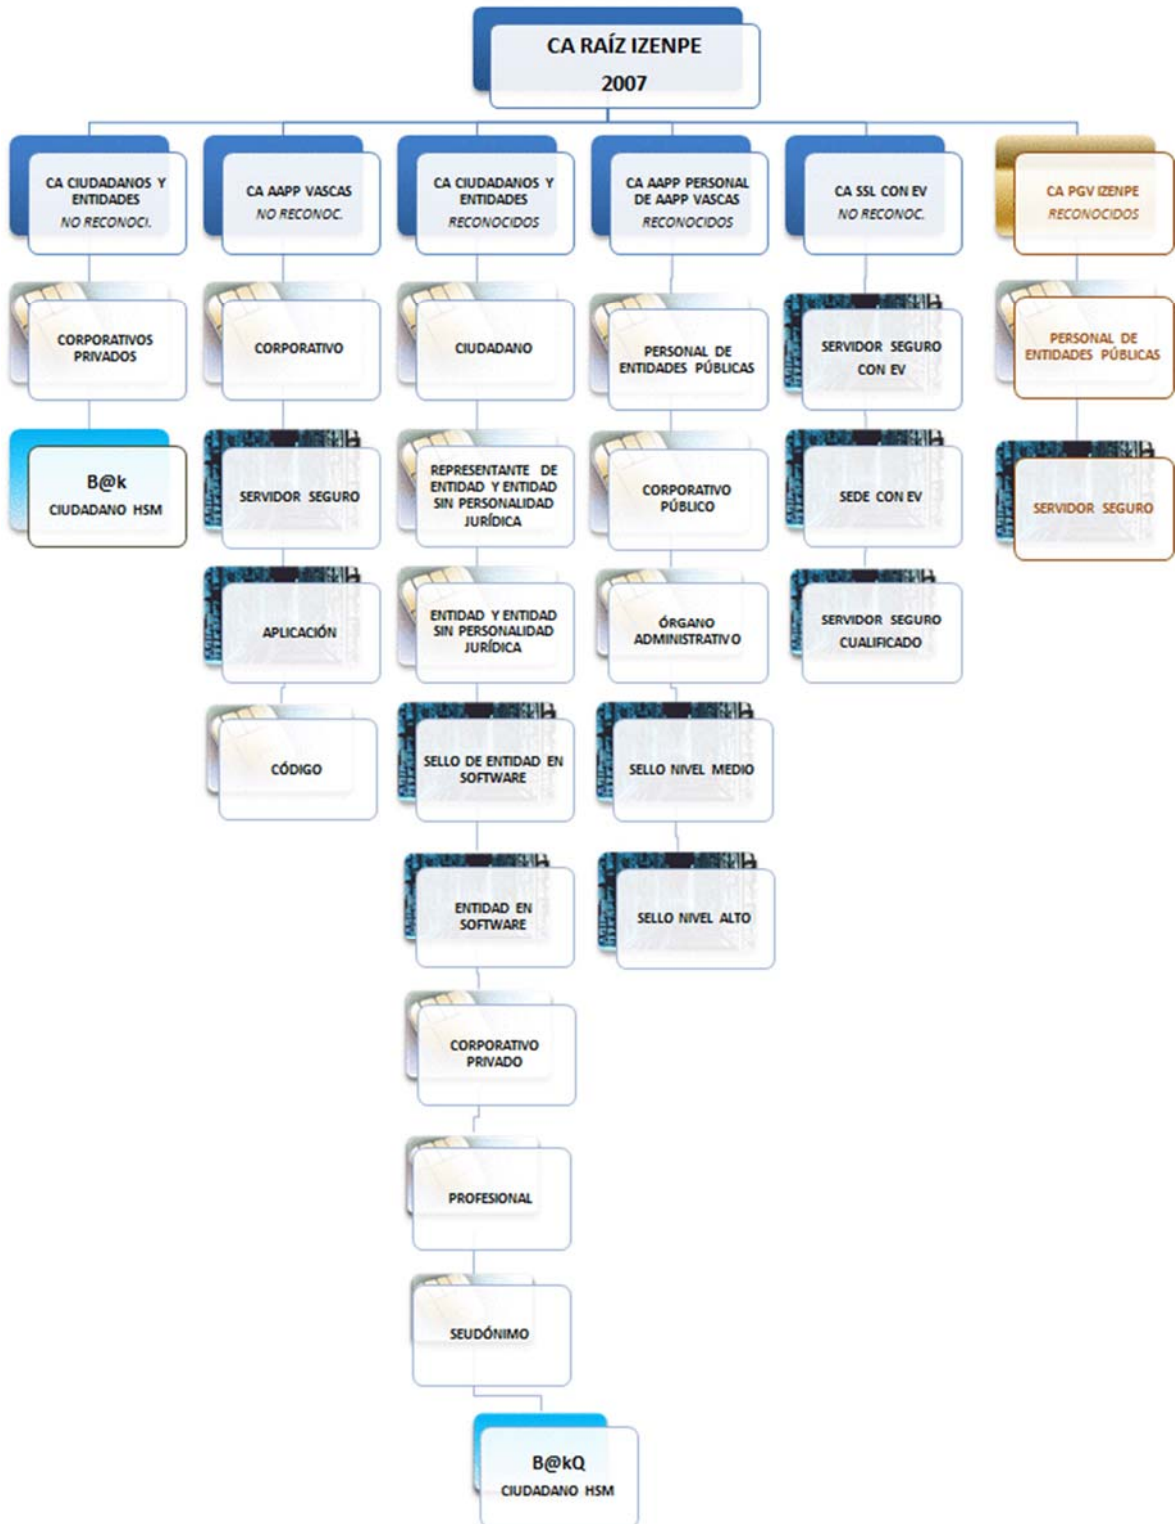 CA RAÍZ IZENPE
2007
CA CIUDADANOS Y
ENTIDADES
NO RECONOCI.
CORPORATIVOS
PRIVADOS
B@k
CIUDADANO HSM
CA AAPP VASCAS
NO RECONOC.
CORPORATIVO
SERVIDOR SEGURO
APLICACIÓN
CÓDIGO
CA CIUDADANOS Y
ENTIDADES
RECONOCIDOS
CIUDADANO
REPRESENTANTE DE
ENTIDAD Y ENTIDAD
SIN PERSONALIDAD
JURÍDICA
ENTIDAD Y ENTIDAD
SIN PERSONALIDAD
JURÍDICA
SELLO DE ENTIDAD EN
SOFTWARE
ENTIDAD EN
SOFTWARE
CORPORATIVO
PRIVADO
PROFESIONAL
SEUDÓNIMO
B@kQ
CIUDADANO HSM
CA AAPP PERSONAL
DE AAPP VASCAS
RECONOCIDOS
PERSONAL DE
ENTIDADES PÚBLICAS
CORPORATIVO
PÚBLICO
ÓRGANO
ADMINISTRATIVO
SELLO NIVEL MEDIO
SELLO NIVEL ALTO
CA SSL CON EV
NO RECONOC.
SERVIDOR SEGURO
CON EV
SEDE CON EV
SERVIDOR SEGURO
CUALIFICADO
CA PGV IZENPE
RECONOCIDOS
PERSONAL DE
ENTIDADES PÚBLICAS
SERVIDOR SEGURO